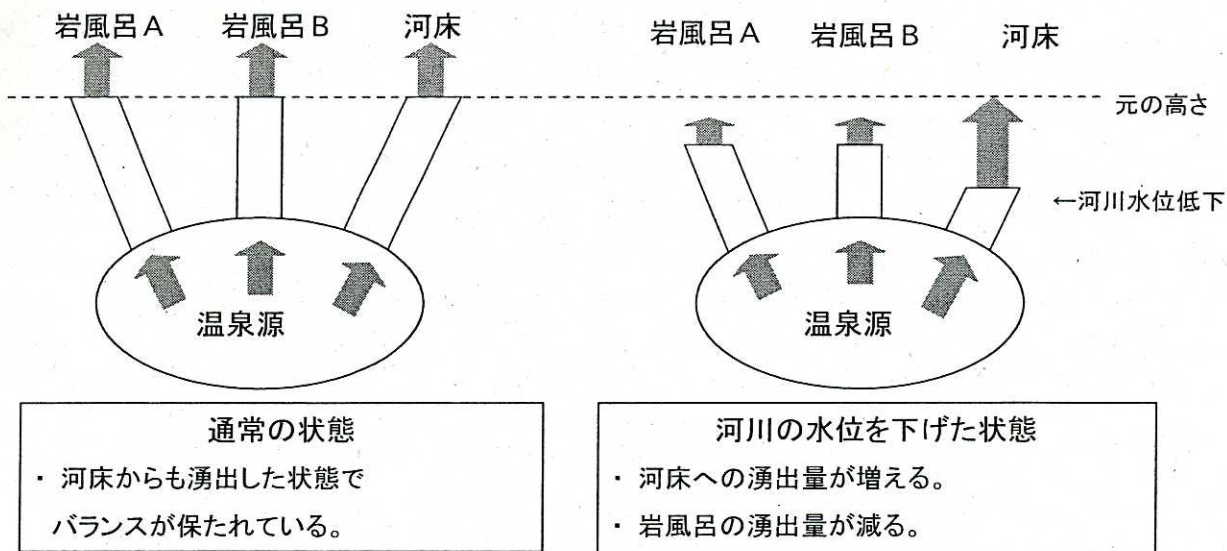 岩風呂A 岩風呂B 河床
岩風呂A 岩風呂B 河床
元の高さ
←河川水位低下
温泉源
温泉源
通常の状態
・ 河床からも湧出した状態で
バランスが保たれている。
河川の水位を下げた状態
・ 河床への湧出量が増える。
・ 岩風呂の湧出量が減る。